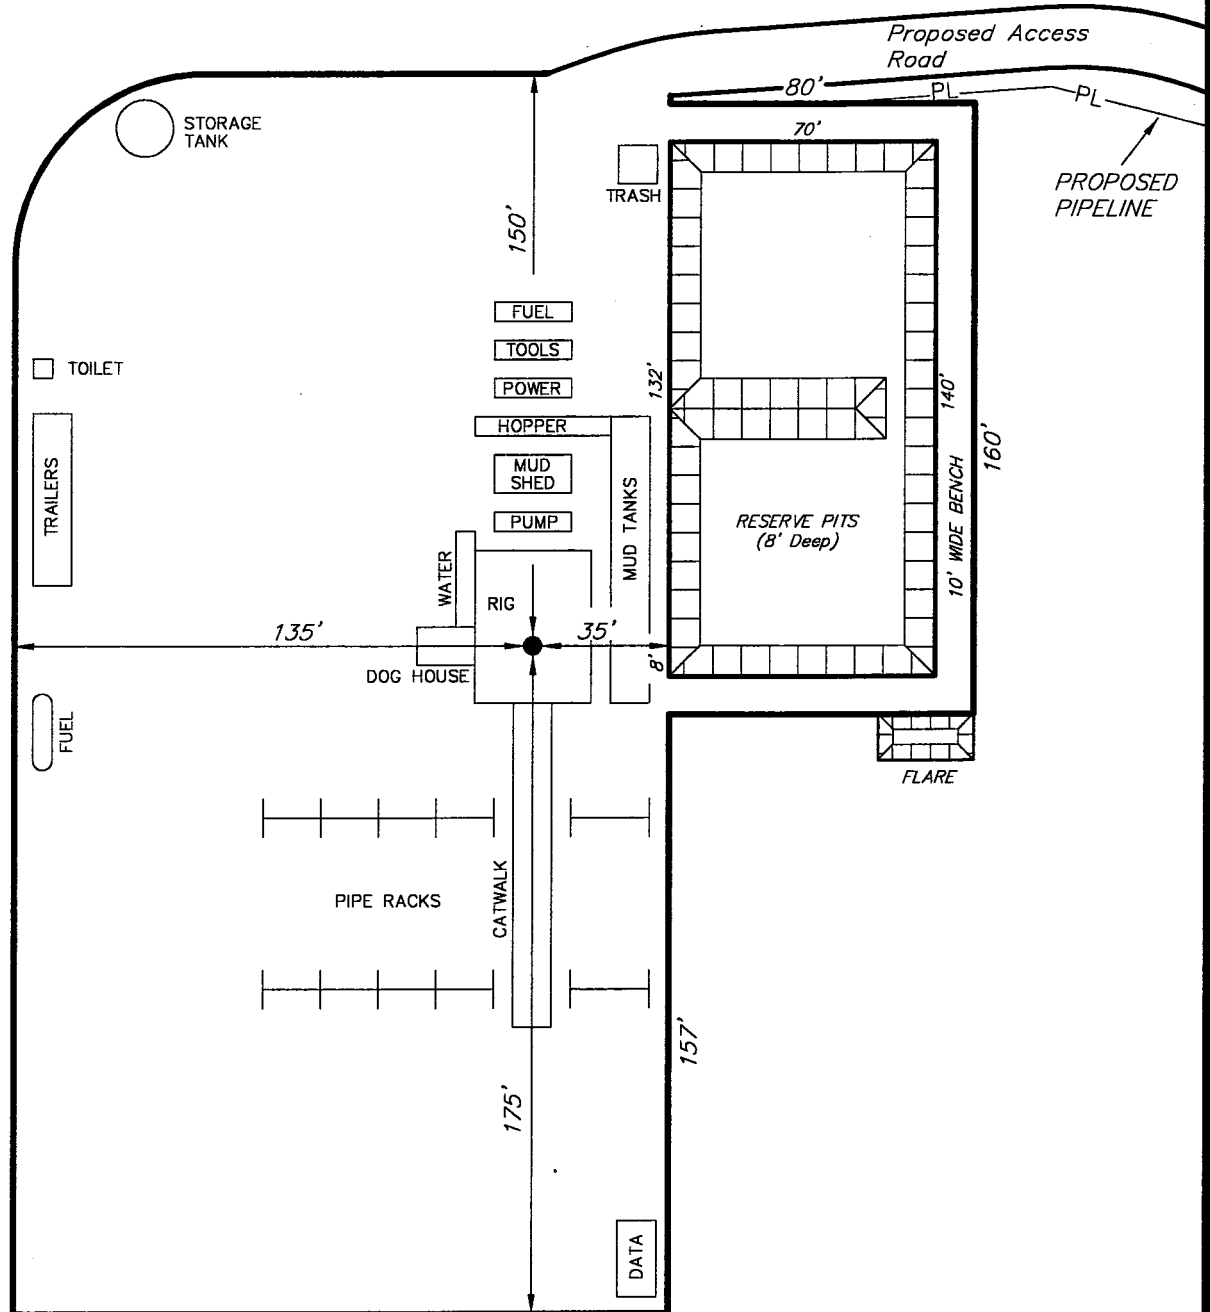 Proposed Access
Road
80'
PL
PL
STORAGE
TANK
70'
PROPOSED
PIPELINE
TRASH
150'
FUEL
TOOLS
TOILET
POWER
132'
140'
HOPPER
160'
MUD
SHED
TRAILERS
MUD TANKS
PUMP
RESERVE PITS
(8' Deep)
10' WIDE BENCH
WATER
RIG
135'
35'
8'
DOG HOUSE
FUEL
FLARE
PIPE RACKS
CATWALK
157'
175'
DATA